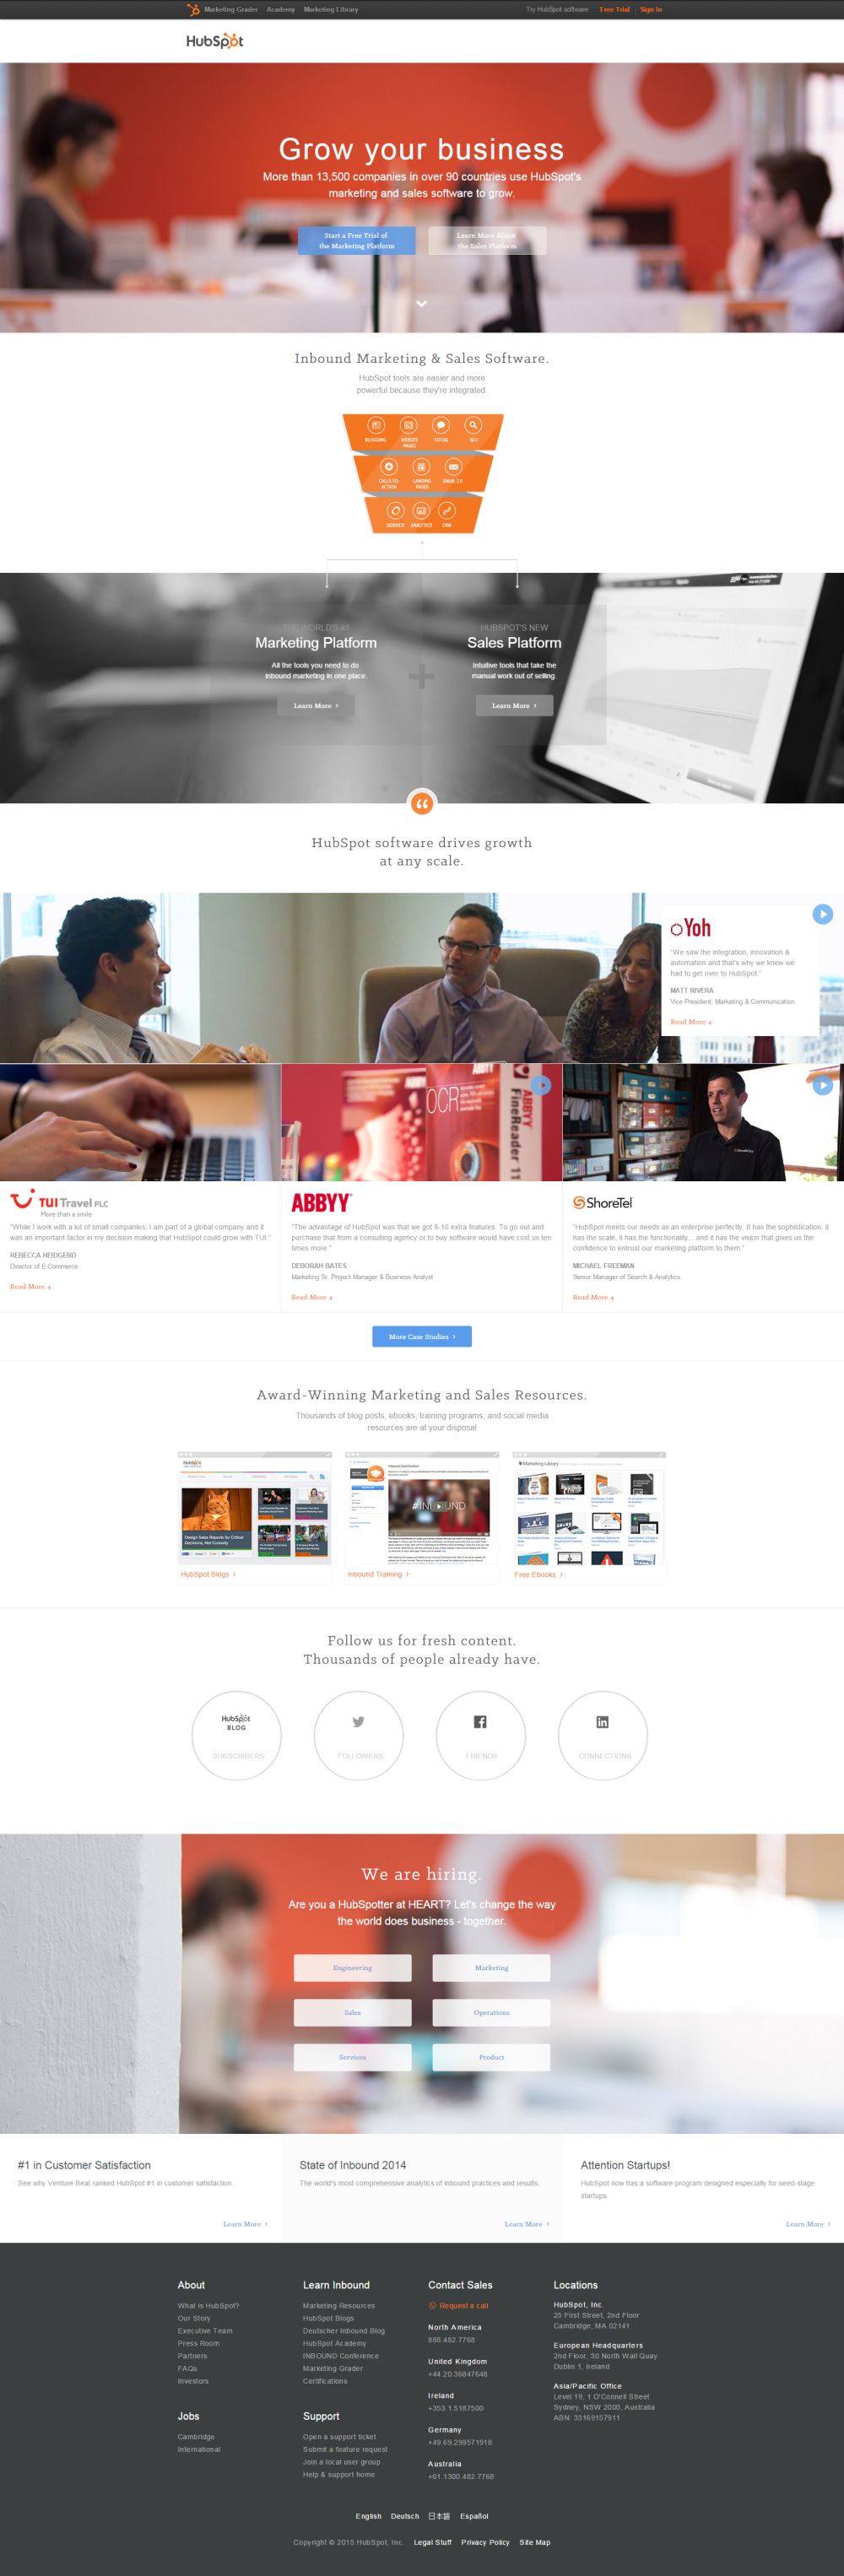 Marketing Grader Academy Marketing Library
Try HubSpot software Free Trial Sign In
HubSpot
Grow your business
More than 13,500 companies in over 90 countries use HubSpot's
marketing and sales software to grow.
Start a Free Trial of
the Marketing Platform
Learn More About
the Sales Platform
Inbound Marketing & Sales Software.
HubSpot tools are easier and more
powerful because they're integrated.
BLOGGING
WEBSITE
PAGES
SOCIAL
SEO
CALLS-TO-
ACTION
LANDING
PAGES
EMAIL 2.0
ANALYTICS
CRM
THE WORLD'S #1
Marketing Platform
All the tools you need to do
inbound marketing in one place.
Learn More
HUBSPOT'S NEW
Sales Platform
Intuitive tools that take the
manual work out of selling.
Learn More
HubSpot software drives growth
at any scale.
Yoh
"We saw the integration, innovation &
automation and that's why we knew we
had to get over to HubSpot."
MATT RIVERA
Vice President, Marketing & Communication
Read More +
OCR
ABBYY
FineReader 11
TUI Travel PLC
More than a smile
"While I work with a lot of small companies, I am part of a global company and it
was an important factor in my decision making that HubSpot could grow with TUI."
REBECCA HEIDGERD
Director of E-Commerce
Read More +
ABBYY
"The advantage of HubSpot was that we got 8-10 extra features. To go out and
purchase that from a consulting agency or to buy software would have cost us ten
times more "
DEBORAH BATES
Marketing Sr. Project Manager & Business Analyst
Read More +
ShoreTel
"HubSpot meets our needs as an enterprise perfectly. It has the sophistication, it
has the scale, it has the functionality... and it has the vision that gives us the
confidence to entrust our marketing platform to them."
MICHAEL FREEMAN
Senior Manager of Search & Analytics
Read More +
More Case Studies
Award-Winning Marketing and Sales Resources.
Thousands of blog posts, ebooks, training programs, and social media
resources are at your disposal
HubSpot
Design Sales Reports for Critical
Decisions, Not Curiosity
Inbound Certification
Marketing Library
HubSpot Blogs
Inbound Training
Free Ebooks
Follow us for fresh content.
Thousands of people already have.
HubSpot
BLOG
SUBSCRIBERS
FOLLOWERS
FRIENDS
CONNECTIONS
We are hiring.
Are you a HubSpotter at HEART? Let's change the way
the world does business - together.
Engineering
Marketing
Sales
Operations
Services
Product
#1 in Customer Satisfaction
See why Venture Beat ranked HubSpot #1 in customer satisfaction.
Learn More
State of Inbound 2014
The world's most comprehensive analytics of inbound practices and results.
Learn More
Attention Startups!
HubSpot now has a software program designed especially for seed-stage
startups.
Learn More
About
What is HubSpot?
Our Story
Executive Team
Press Room
Partners
FAQs
Investors
Jobs
Cambridge
International
Learn Inbound
Marketing Resources
HubSpot Blogs
Deutscher Inbound Blog
HubSpot Academy
INBOUND Conference
Marketing Grader
Certifications
Support
Open a support ticket
Submit a feature request
Join a local user group
Help & support home
Contact Sales
Request a call
North America
888.482.7768
United Kingdom
+44.20.36847648
Ireland
+353.1.5187500
Germany
+49.69.299571918
Australia
+61.1300.482.7768
Locations
HubSpot, Inc.
25 First Street, 2nd Floor
Cambridge, MA 02141
European Headquarters
2nd Floor, 30 North Wall Quay
Dublin 1, Ireland
Asia/Pacific Office
Level 19, 1 O'Connell Street
Sydney, NSW 2000, Australia
ABN: 33169157911
English Deutsch 日本語 Español
Copyright © 2015 HubSpot, Inc. Legal Stuff Privacy Policy Site Map